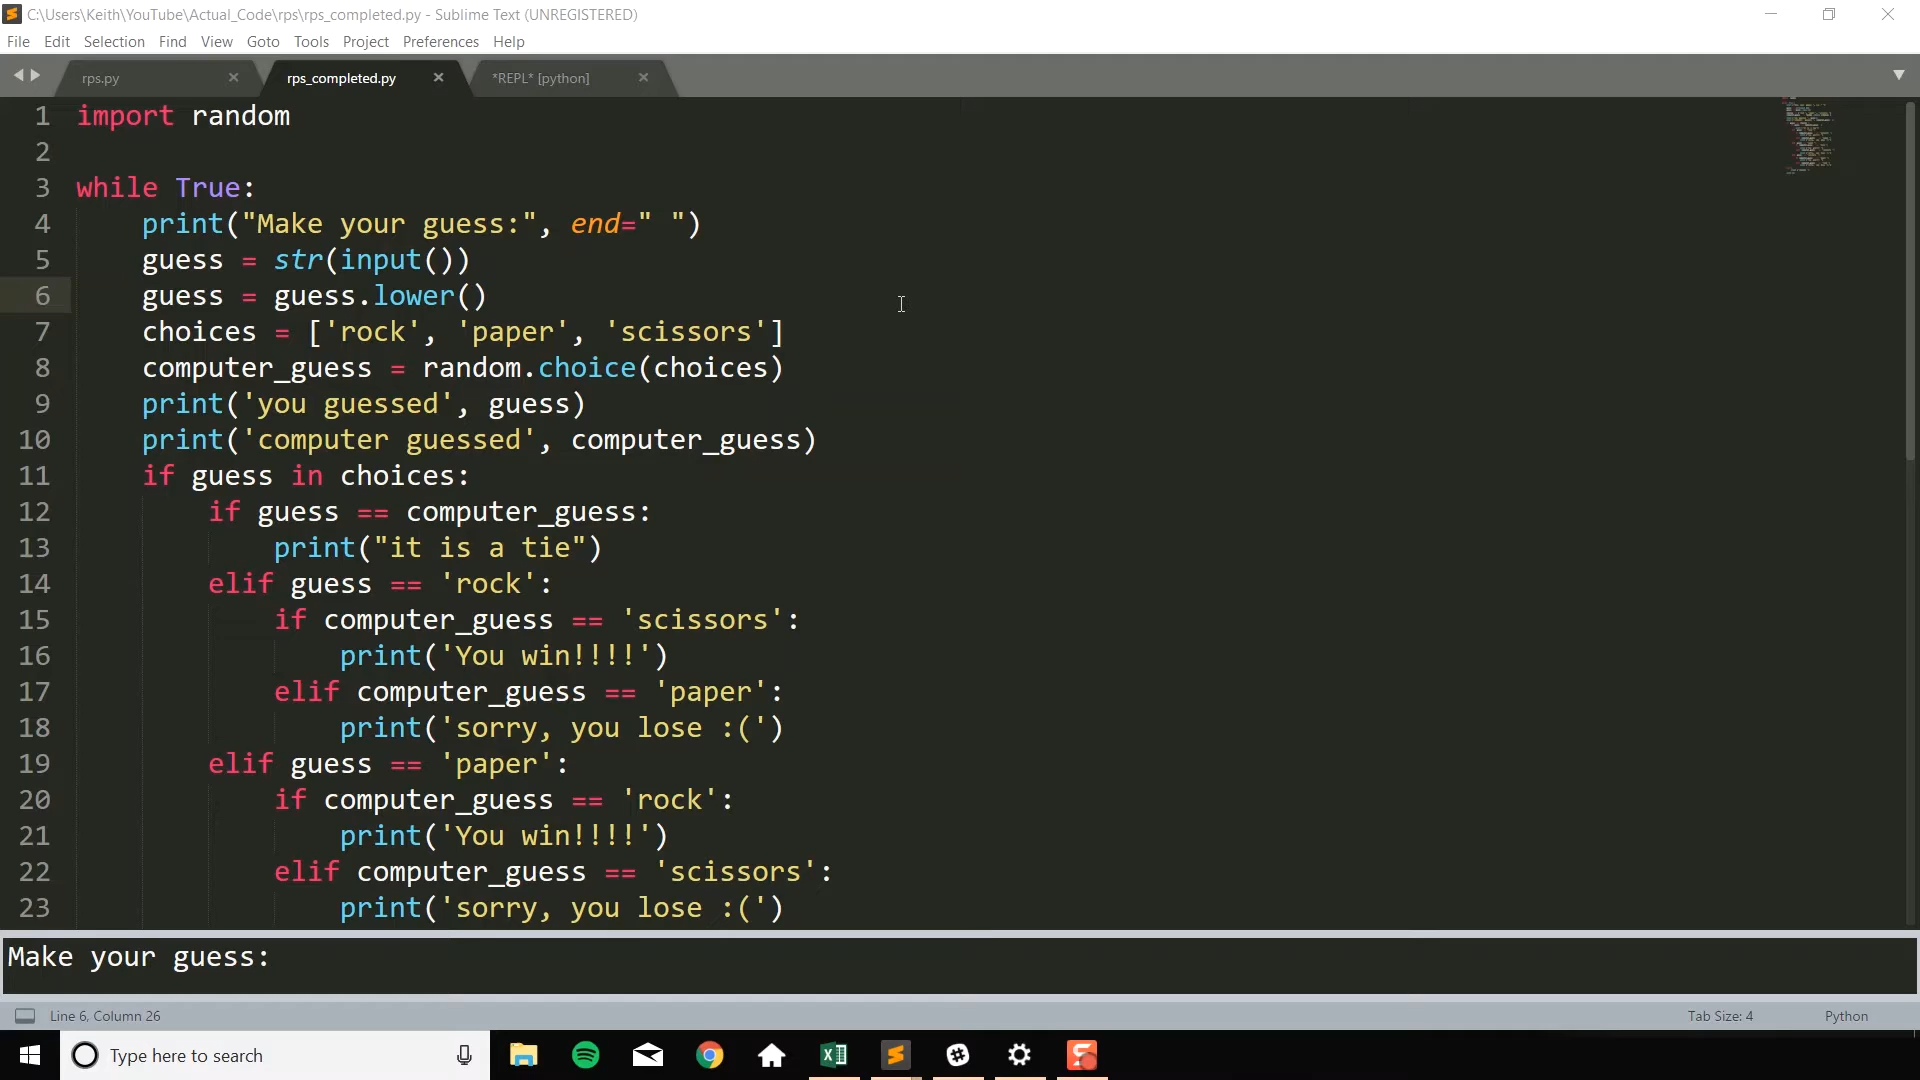 C:\Users\Keith\YouTube\Actual_Code\rps\rps_completed.py - Sublime Text (UNREGISTERED)
File Edit Selection Find View Goto Tools Project Preferences Help
rps.py rps_completed.py *REPL* [python]
1 import random
2
3 while True:
4     print("Make your guess:", end=" ")
5     guess = str(input())
6     guess = guess.lower()
7     choices = ['rock', 'paper', 'scissors']
8     computer_guess = random.choice(choices)
9     print('you guessed', guess)
10     print('computer guessed', computer_guess)
11     if guess in choices:
12         if guess == computer_guess:
13             print("it is a tie")
14         elif guess == 'rock':
15             if computer_guess == 'scissors':
16                 print('You win!!!!')
17             elif computer_guess == 'paper':
18                 print('sorry, you lose :(')
19         elif guess == 'paper':
20             if computer_guess == 'rock':
21                 print('You win!!!!')
22             elif computer_guess == 'scissors':
23                 print('sorry, you lose :(')
Make your guess:
Line 6, Column 26 Tab Size: 4 Python
Type here to search